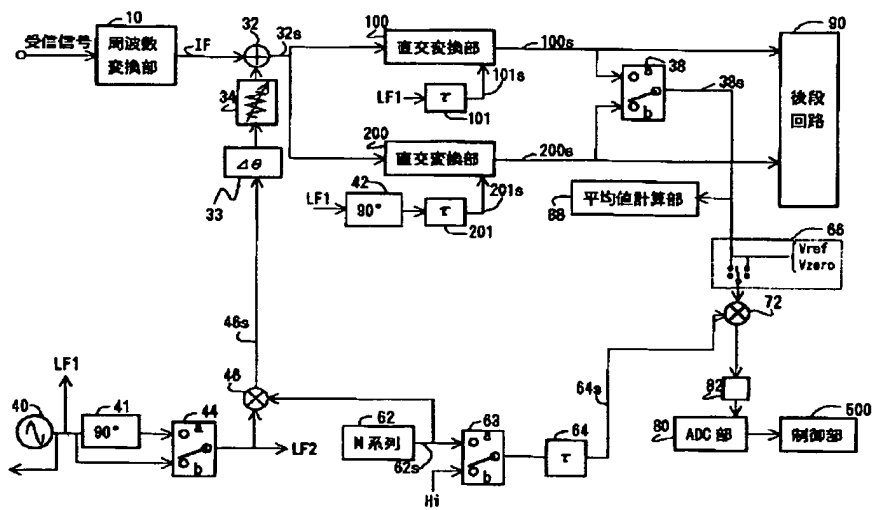 10
受信信号
周波数
変換部
IF
32
32s
34
Δθ
33
100
直交変換部
100s
101s
LF1
τ
101
200
直交変換部
200s
201s
42
LF1
90°
τ
201
38
a
b
38s
90
後段
回路
平均値計算部
88
66
Vref
Vzero
72
46s
46
64s
LF1
40
41
90°
44
a
b
LF2
62
M系列
62s
63
a
b
Hi
64
τ
82
80
ADC部
500
制御部